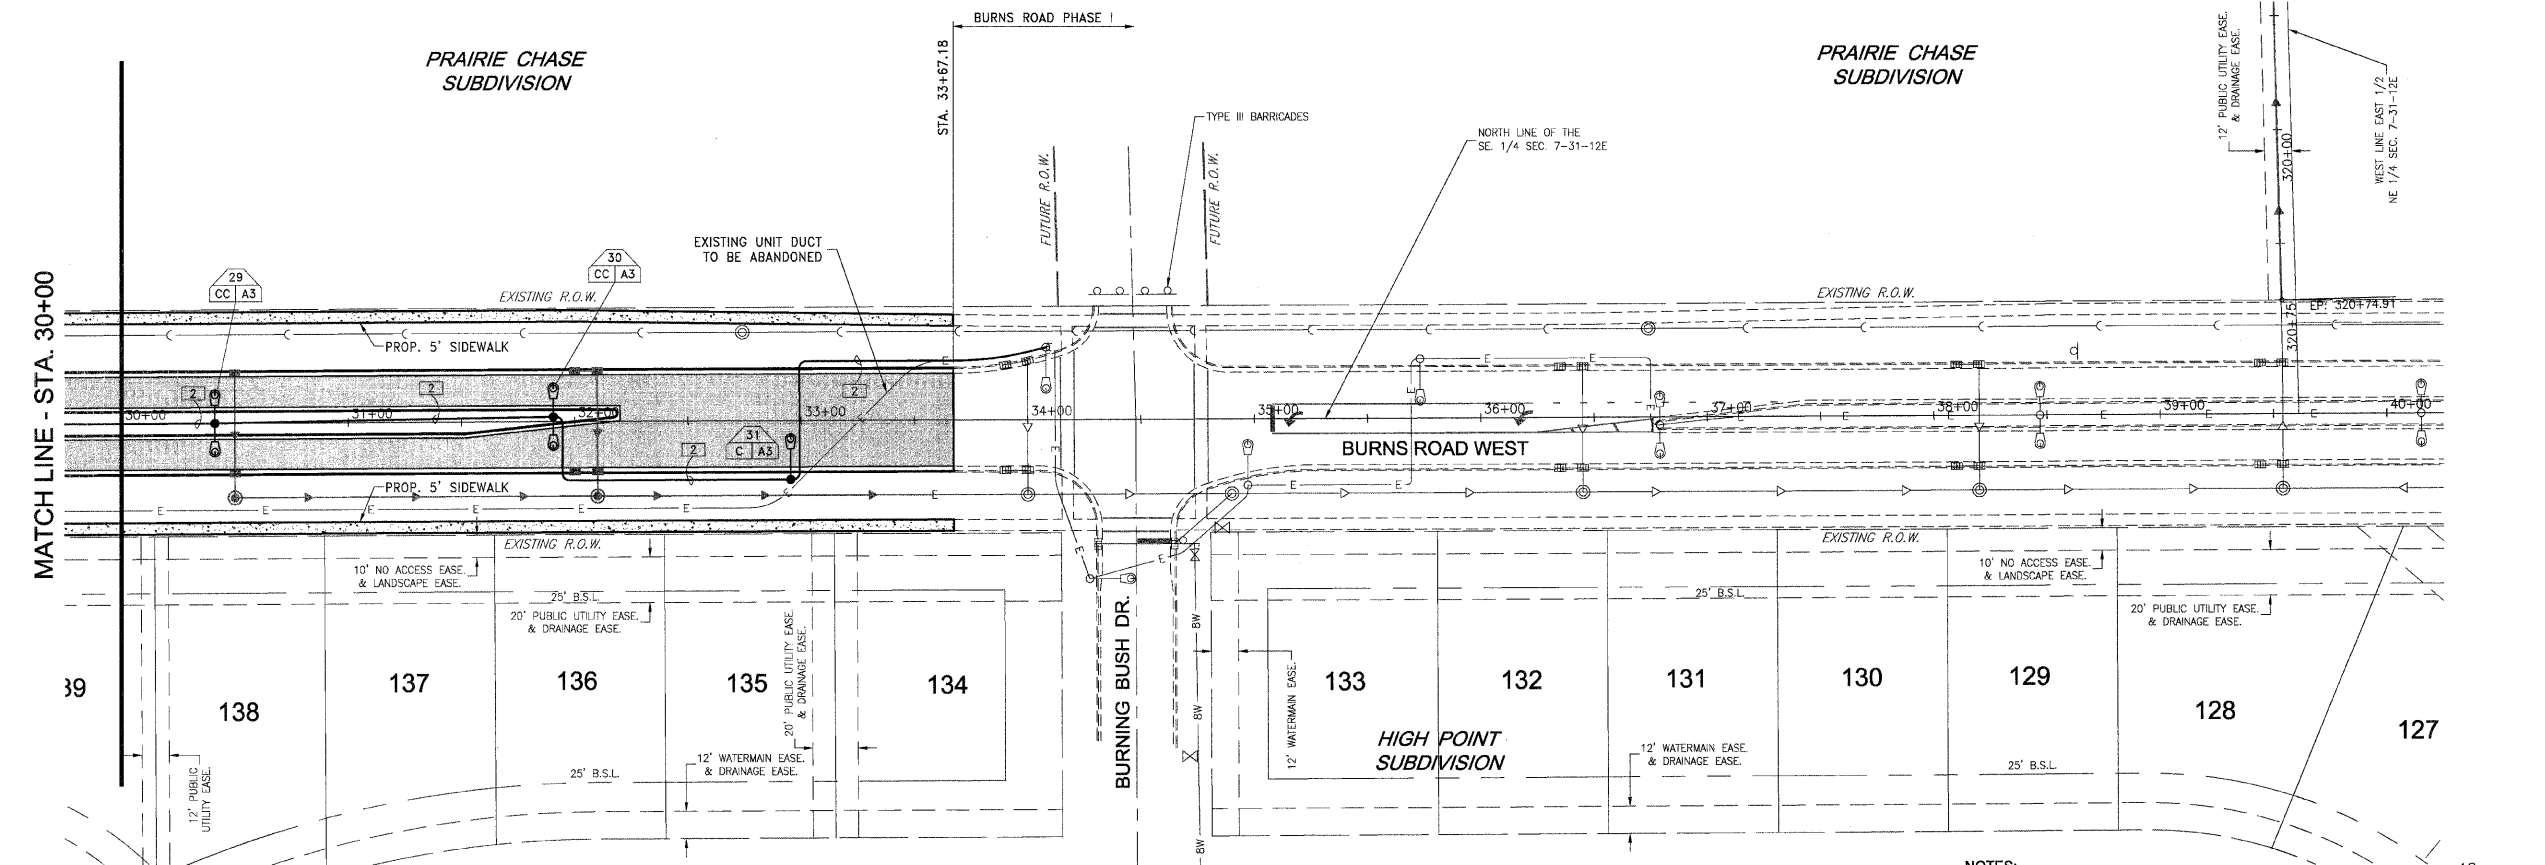 BURNS ROAD PHASE I
PRAIRIE CHASE
SUBDIVISION
PRAIRIE CHASE
SUBDIVISION
STA. 33+67.18
12' PUBLIC UTILITY EASE.
& DRAINAGE EASE.
WEST LINE EAST 1/2
NE 1/4 SEC. 7-31-12E
TYPE III BARRICADES
NORTH LINE OF THE
SE. 1/4 SEC. 7-31-12E
FUTURE R.O.W.
FUTURE R.O.W.
320+00
EXISTING UNIT DUCT
TO BE ABANDONED
29
CC A3
30
CC A3
EXISTING R.O.W.
EXISTING R.O.W.
EP: 320+74.91
320+75
MATCH LINE - STA. 30+00
PROP. 5' SIDEWALK
E
E
E
E
2
2
2
30+00
31+00
32+00
33+00
34+00
35+00
36+00
37+00
38+00
39+00
40+00
E
E
E
E
E
E
E
2
31
C A3
BURNS ROAD WEST
PROP. 5' SIDEWALK
E
E
E
E
E
E
E
E
E
E
E
E
EXISTING R.O.W.
EXISTING R.O.W.
10' NO ACCESS EASE.
& LANDSCAPE EASE.
10' NO ACCESS EASE.
& LANDSCAPE EASE.
25' B.S.L.
25' B.S.L.
20' PUBLIC UTILITY EASE.
& DRAINAGE EASE.
20' PUBLIC UTILITY EASE.
& DRAINAGE EASE.
20' PUBLIC UTILITY EASE.
& DRAINAGE EASE.
BURNING BUSH DR.
8W
8W
8W
12' WATERMAIN EASE.
39
138
137
136
135
134
133
132
131
130
129
128
127
HIGH POINT
SUBDIVISION
12' WATERMAIN EASE.
& DRAINAGE EASE.
12' WATERMAIN EASE.
& DRAINAGE EASE.
25' B.S.L.
25' B.S.L.
12' PUBLIC
UTILITY EASE.
NOTES: